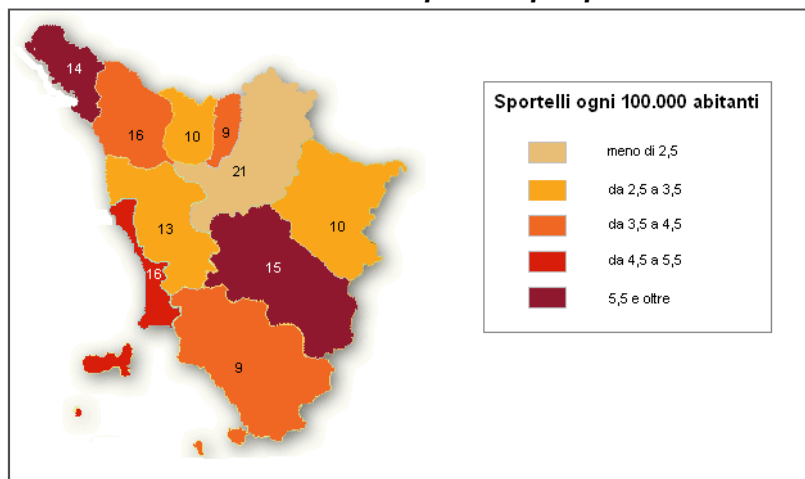 14
16
10
9
21
13
10
16
15
9
Sportelli ogni 100.000 abitanti
meno di 2,5
da 2,5 a 3,5
da 3,5 a 4,5
da 4,5 a 5,5
5,5 e oltre